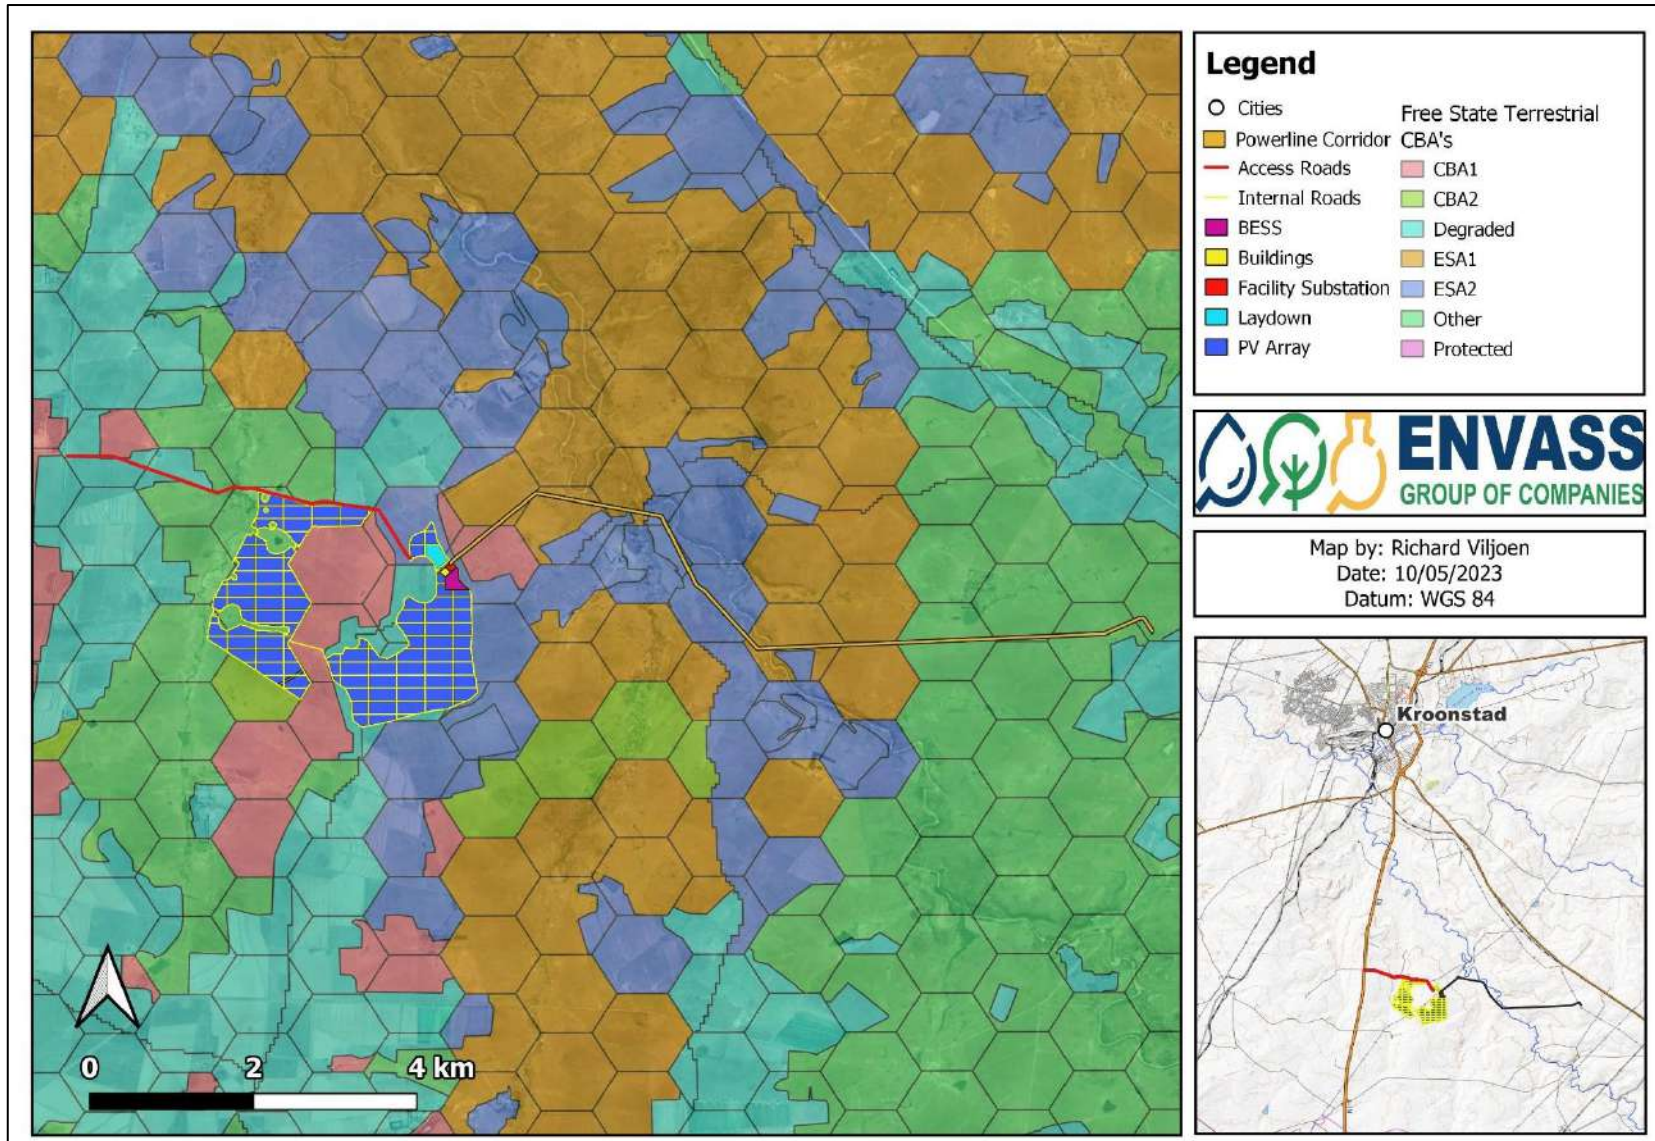 Legend
Cities
Powerline Corridor
Access Roads
Internal Roads
BESS
Buildings
Facility Substation
Laydown
PV Array
Free State Terrestrial
CBA's
CBA1
CBA2
Degraded
ESA1
ESA2
Other
Protected
ENVASS
GROUP OF COMPANIES
Map by: Richard Viljoen
Date: 10/05/2023
Datum: WGS 84
Kroonstad
0 2 4 km